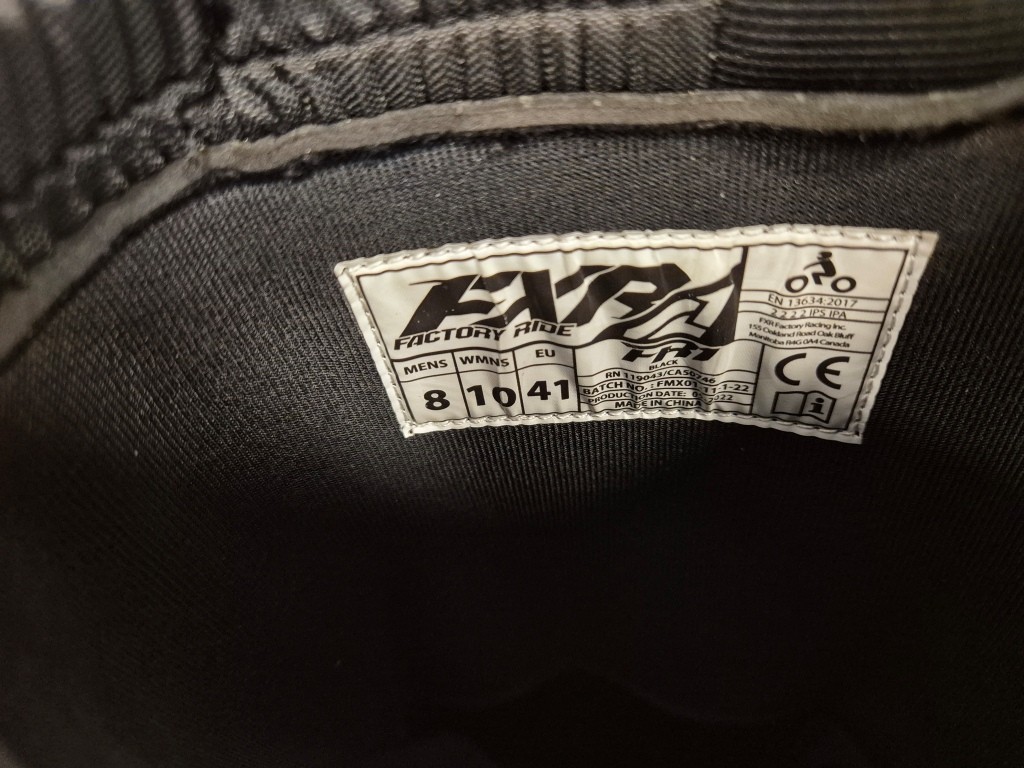 FXR
FACTORY RIDE
FR1
MENS WMNS EU
8 10 41
BLACK
RN 119043/CA50246
BATCH NO.: FMX01
PRODUCTION DATE:
MADE IN CHINA
EN 13634:2017
2 2 2 2 IPS IPA
FXR Factory Racing Inc.
155 Oakland Road Oak Bluff
Manitoba R4G 0A4 Canada
CE
i